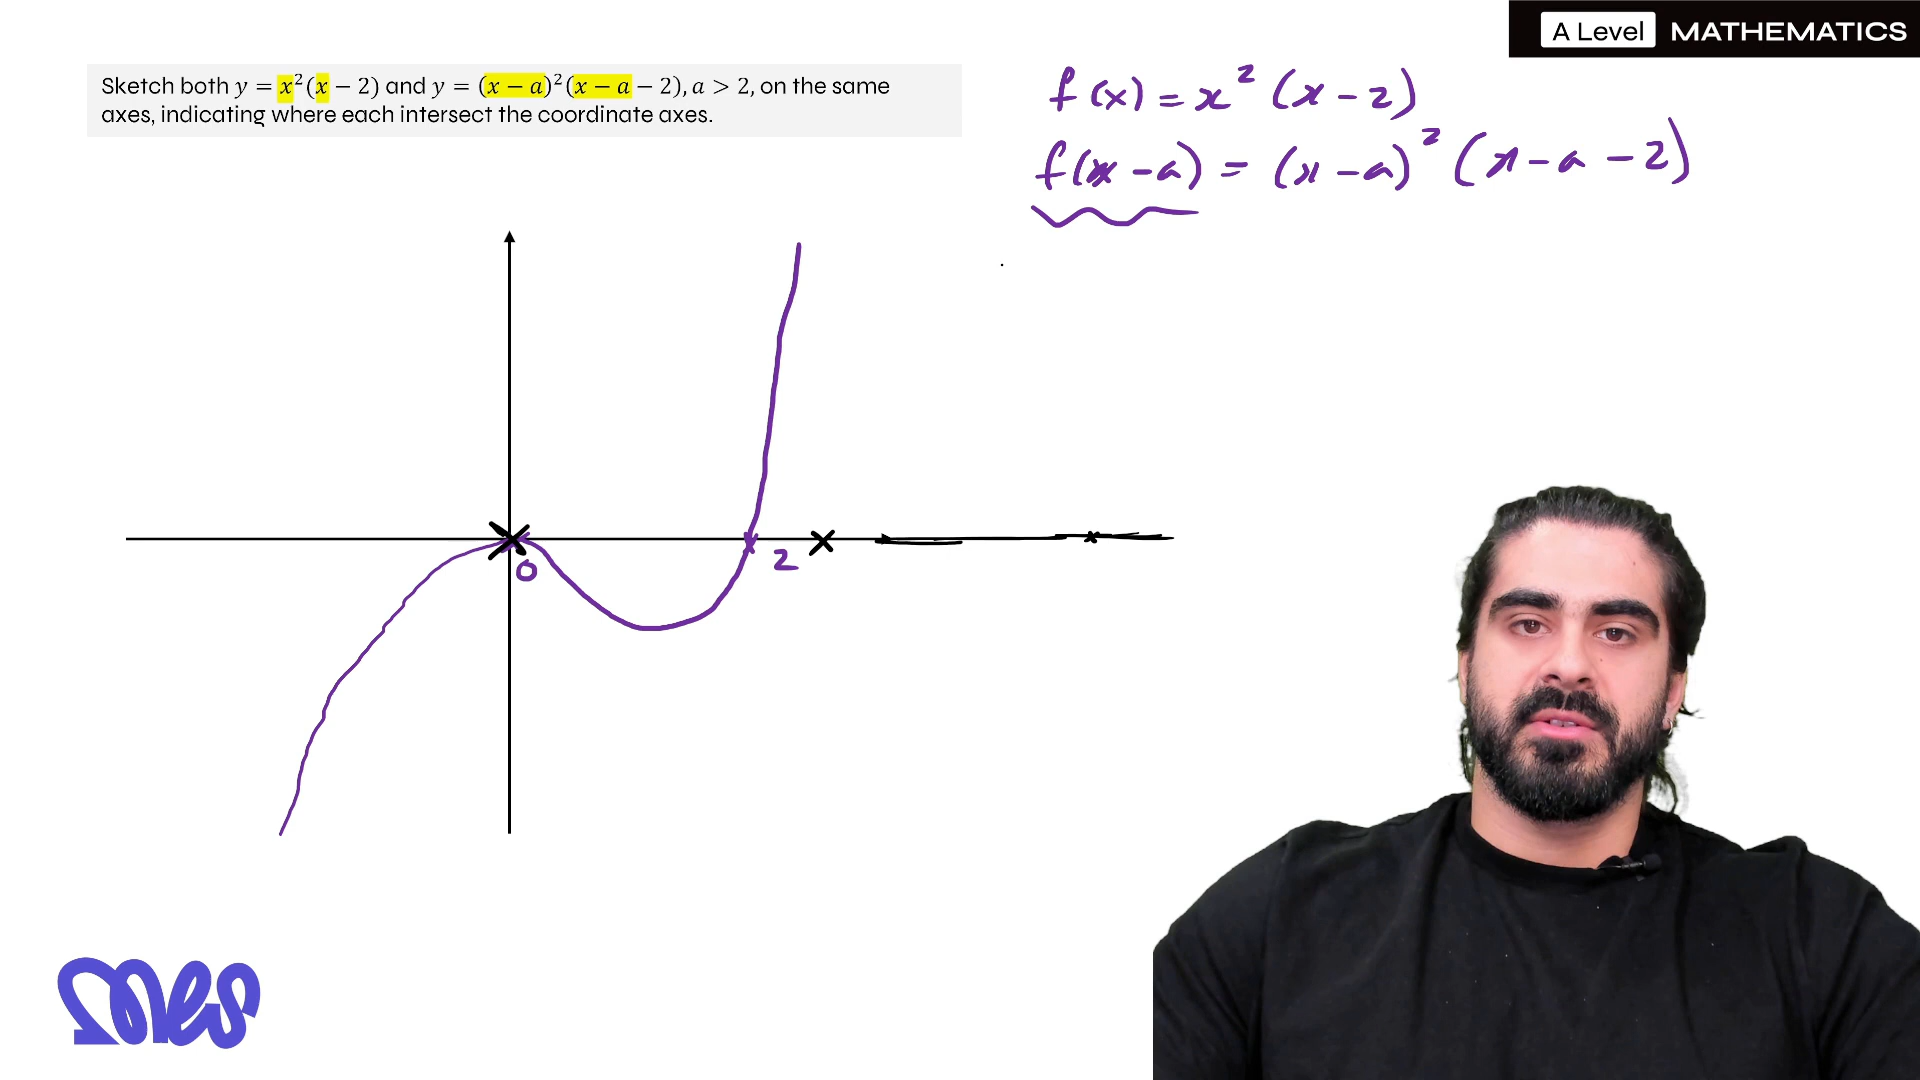 A Level MATHEMATICS
Sketch both y = x²(x − 2) and y = (x − a)²(x − a − 2), a > 2, on the same
axes, indicating where each intersect the coordinate axes.
f(x) = x² (x − 2)
f(x − a) = (x − a)² (x − a − 2)
0
2
mes